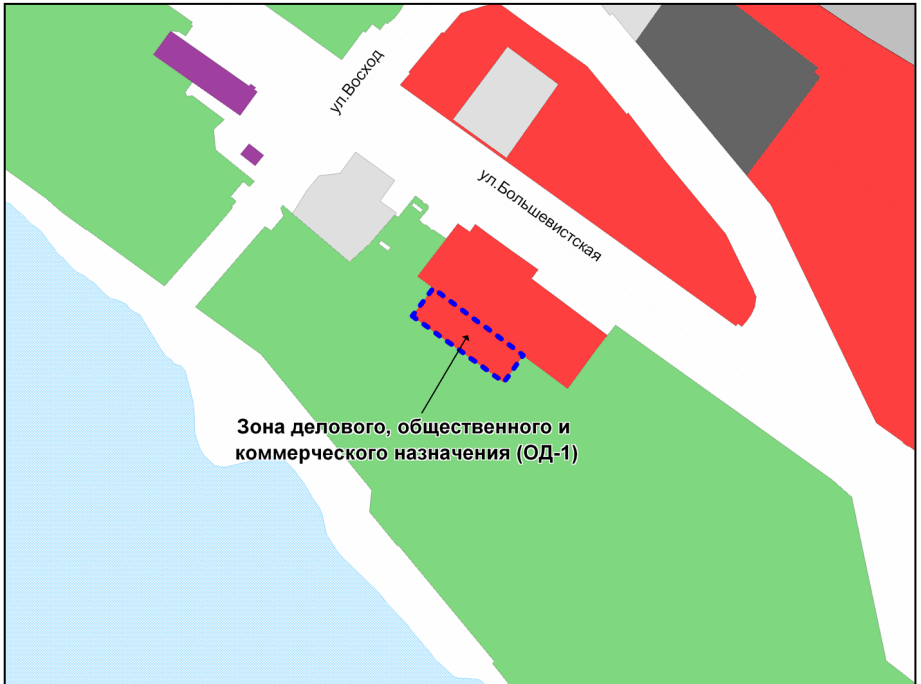 ул.Восход
ул.Большевистская
Зона делового, общественного и
коммерческого назначения (ОД-1)